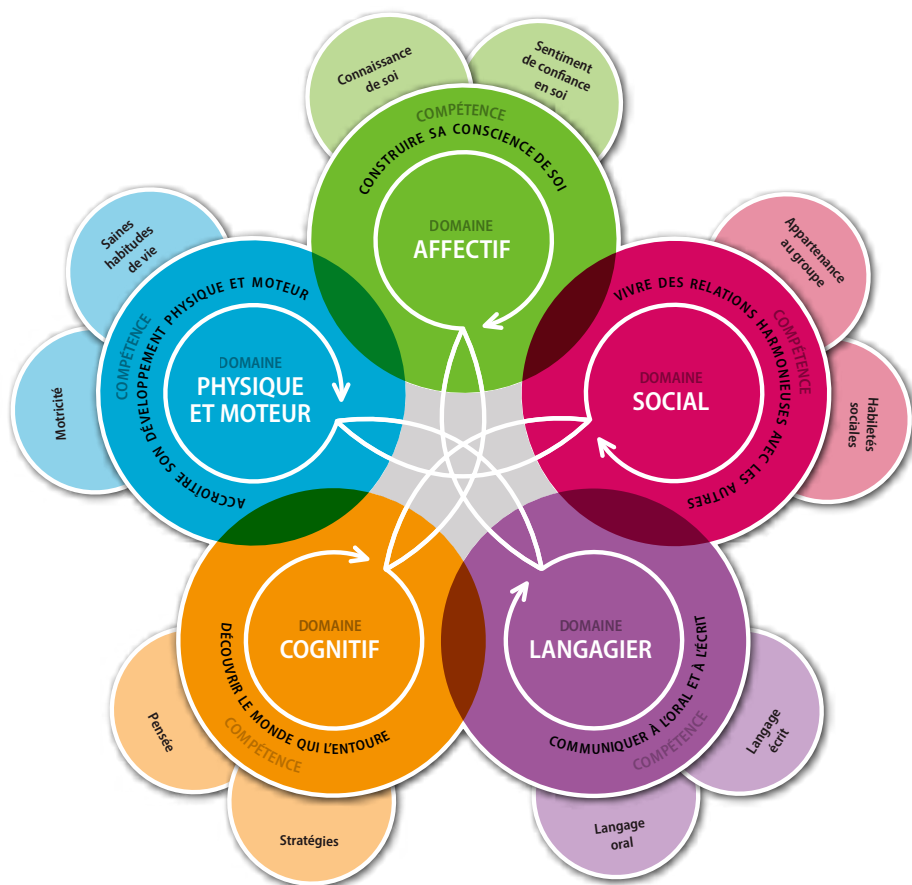 Connaissance
de soi
Sentiment
de confiance
en soi
COMPÉTENCE
CONSTRUIRE SA CONSCIENCE DE SOI
DOMAINE
AFFECTIF
Appartenance
au groupe
Habiletés
sociales
COMPÉTENCE
VIVRE DES RELATIONS HARMONIEUSES AVEC LES AUTRES
DOMAINE
SOCIAL
Langage
écrit
Langage
oral
COMPÉTENCE
COMMUNIQUER À L'ORAL ET À L'ÉCRIT
DOMAINE
LANGAGIER
Stratégies
Pensée
COMPÉTENCE
DÉCOUVRIR LE MONDE QUI L'ENTOURE
DOMAINE
COGNITIF
Motricité
Saines
habitudes
de vie
COMPÉTENCE
ACCROÎTRE SON DÉVELOPPEMENT PHYSIQUE ET MOTEUR
DOMAINE
PHYSIQUE
ET MOTEUR